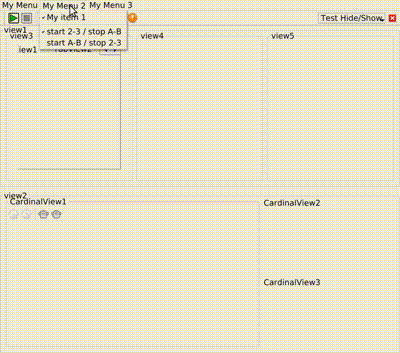 My Menu My Menu 2 My Menu 3
My item 1
Test Hide/Show
start 2-3 / stop A-B
start A-B / stop 2-3
view1
view3
view4
view5
view2
CardinalView1
CardinalView2
CardinalView3